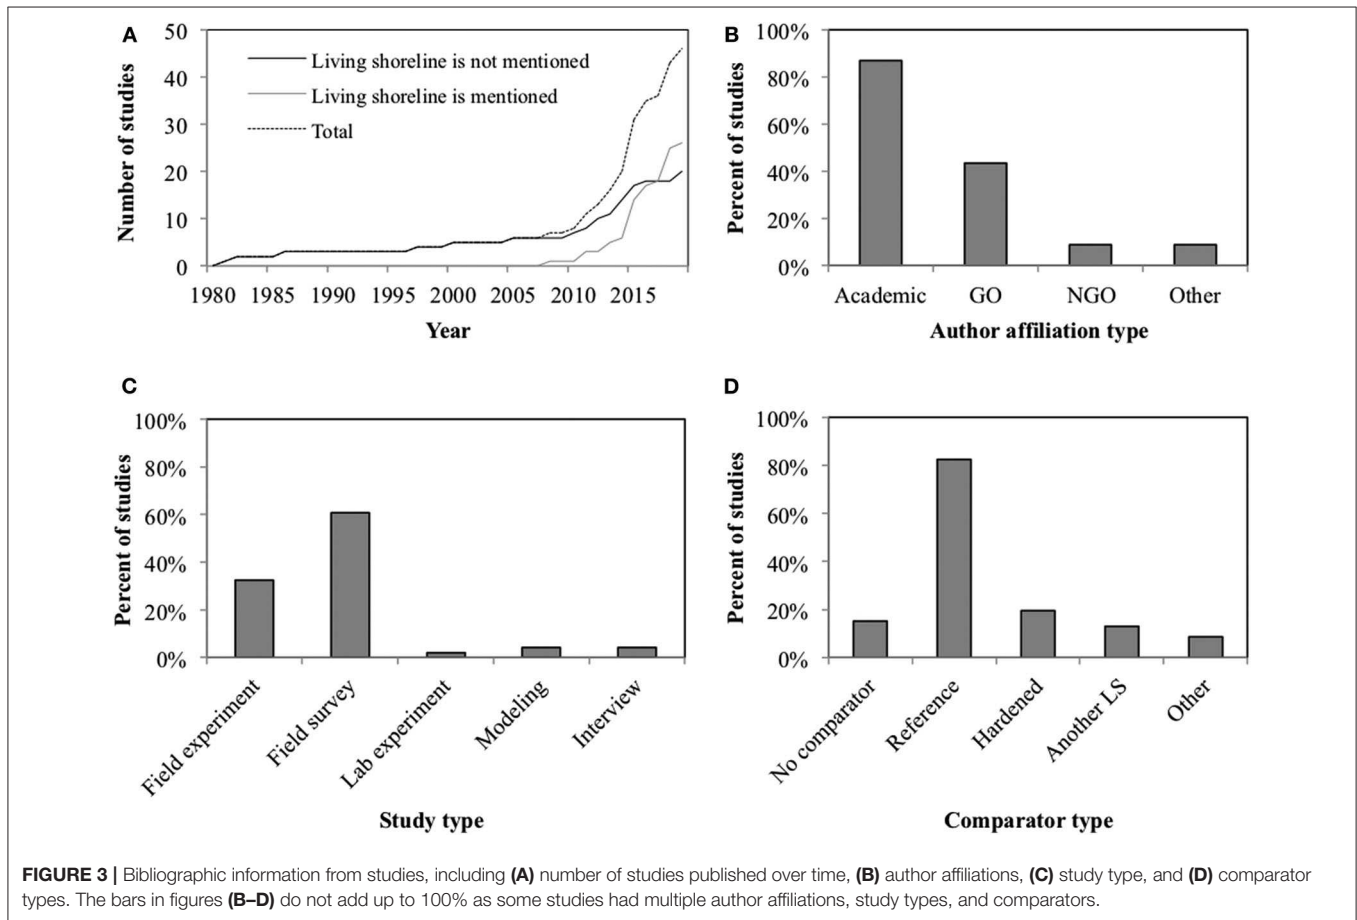 A
50
40
30
20
10
0
Number of studies
Living shoreline is not mentioned
Living shoreline is mentioned
Total
1980 1985 1990 1995 2000 2005 2010 2015
Year
B
100%
80%
60%
40%
20%
0%
Percent of studies
Academic GO NGO Other
Author affiliation type
C
100%
80%
60%
40%
20%
0%
Percent of studies
Field experiment
Field survey
Lab experiment
Modeling
Interview
Study type
D
100%
80%
60%
40%
20%
0%
Percent of studies
No comparator
Reference
Hardened
Another LS
Other
Comparator type
FIGURE 3 | Bibliographic information from studies, including (A) number of studies published over time, (B) author affiliations, (C) study type, and (D) comparator
types. The bars in figures (B–D) do not add up to 100% as some studies had multiple author affiliations, study types, and comparators.